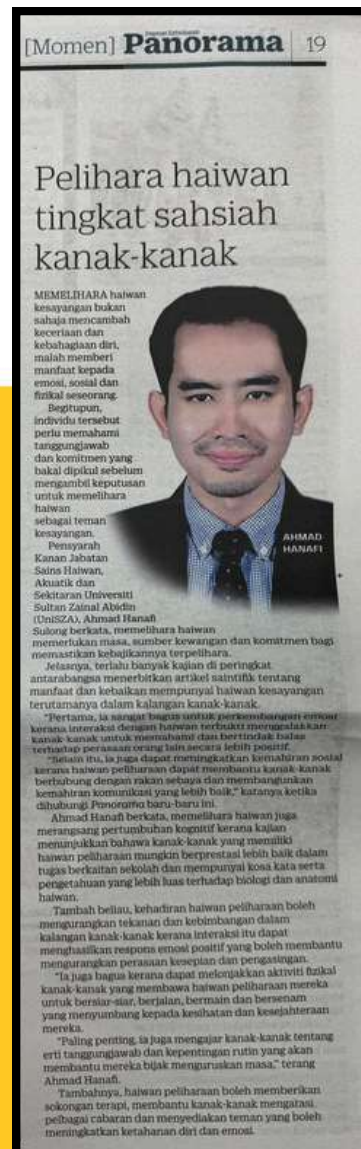 [Momen] Panorama 19
Pelihara haiwan
tingkat sahsiah
kanak-kanak
MEMELIHARA haiwan
kesayangan bukan
sahaja mencambah
keceriaan dan
kebahagiaan diri,
malah memberi
manfaat kepada
emosi, sosial dan
fizikal seseorang.
Begitupun,
individu tersebut
perlu memahami
tanggungjawab
dan komitmen yang
bakal dipikul sebelum
mengambil keputusan
untuk memelihara
haiwan
sebagai teman
kesayangan.
Pensyarah
Kanan Jabatan
Sains Haiwan,
Akuatik dan
Sekitaran Universiti
Sultan Zainal Abidin
(UniSZA), Ahmad Hanafi
Sulong berkata, memelihara haiwan
memerlukan masa, sumber kewangan dan komitmen bagi
memastikan kebajikannya terpelihara.
Jelasnya, terlalu banyak kajian di peringkat
antarabangsa menerbitkan artikel saintifik tentang
manfaat dan kebaikan mempunyai haiwan kesayangan
terutamanya dalam kalangan kanak-kanak.
"Pertama, ia sangat bagus untuk perkembangan emosi
kerana interaksi dengan haiwan terbukti menggalakkan
kanak-kanak untuk memahami dan bertindak balas
terhadap perasaan orang lain secara lebih positif.
"Selain itu, ia juga dapat meningkatkan kemahiran sosial
kerana haiwan peliharaan dapat membantu kanak-kanak
berhubung dengan rakan sebaya dan membangunkan
kemahiran komunikasi yang lebih baik," katanya ketika
dihubungi Panorama baru-baru ini.
Ahmad Hanafi berkata, memelihara haiwan juga
merangsang pertumbuhan kognitif kerana kajian
menunjukkan bahawa kanak-kanak yang memiliki
haiwan peliharaan mungkin berprestasi lebih baik dalam
tugas berkaitan sekolah dan mempunyai kosa kata serta
pengetahuan yang lebih luas terhadap biologi dan anatomi
haiwan.
Tambah beliau, kehadiran haiwan peliharaan boleh
mengurangkan tekanan dan kebimbangan dalam
kalangan kanak-kanak kerana interaksi itu dapat
menghasilkan respons emosi positif yang boleh membantu
mengurangkan perasaan kesepian dan pengasingan.
"Ia juga bagus kerana dapat melonjakkan aktiviti fizikal
kanak-kanak yang membawa haiwan peliharaan mereka
untuk bersiar-siar, berjalan, bermain dan bersenam
yang menyumbang kepada kesihatan dan kesejahteraan
mereka.
"Paling penting, ia juga mengajar kanak-kanak tentang
erti tanggungjawab dan kepentingan rutin yang akan
membantu mereka bijak menguruskan masa," terang
Ahmad Hanafi.
Tambahnya, haiwan peliharaan boleh memberikan
sokongan terapi, membantu kanak-kanak mengatasi
pelbagai cabaran dan menyediakan teman yang boleh
meningkatkan ketahanan diri dan emosi.
AHMAD
HANAFI